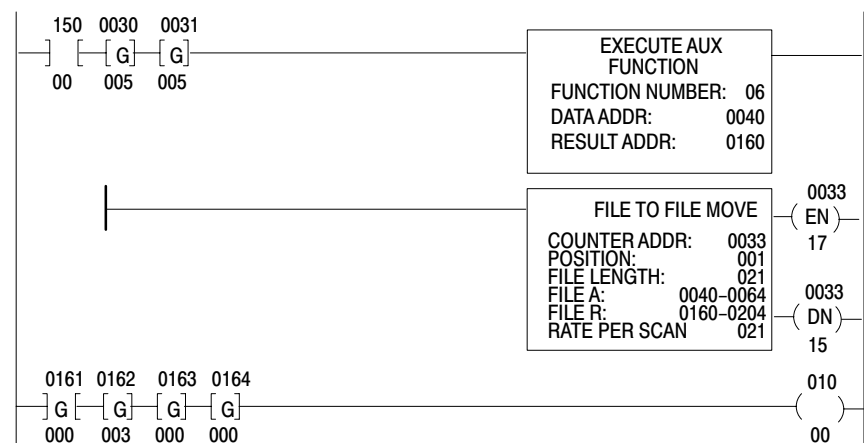 150 0030 0031
G G
00 005 005
EXECUTE AUX
FUNCTION
FUNCTION NUMBER: 06
DATA ADDR: 0040
RESULT ADDR: 0160
FILE TO FILE MOVE
COUNTER ADDR: 0033
POSITION: 001
FILE LENGTH: 021
FILE A: 0040–0064
FILE R: 0160–0204
RATE PER SCAN 021
0033
EN
17
0033
DN
15
0161 0162 0163 0164
G G G G
000 003 000 000
010
00